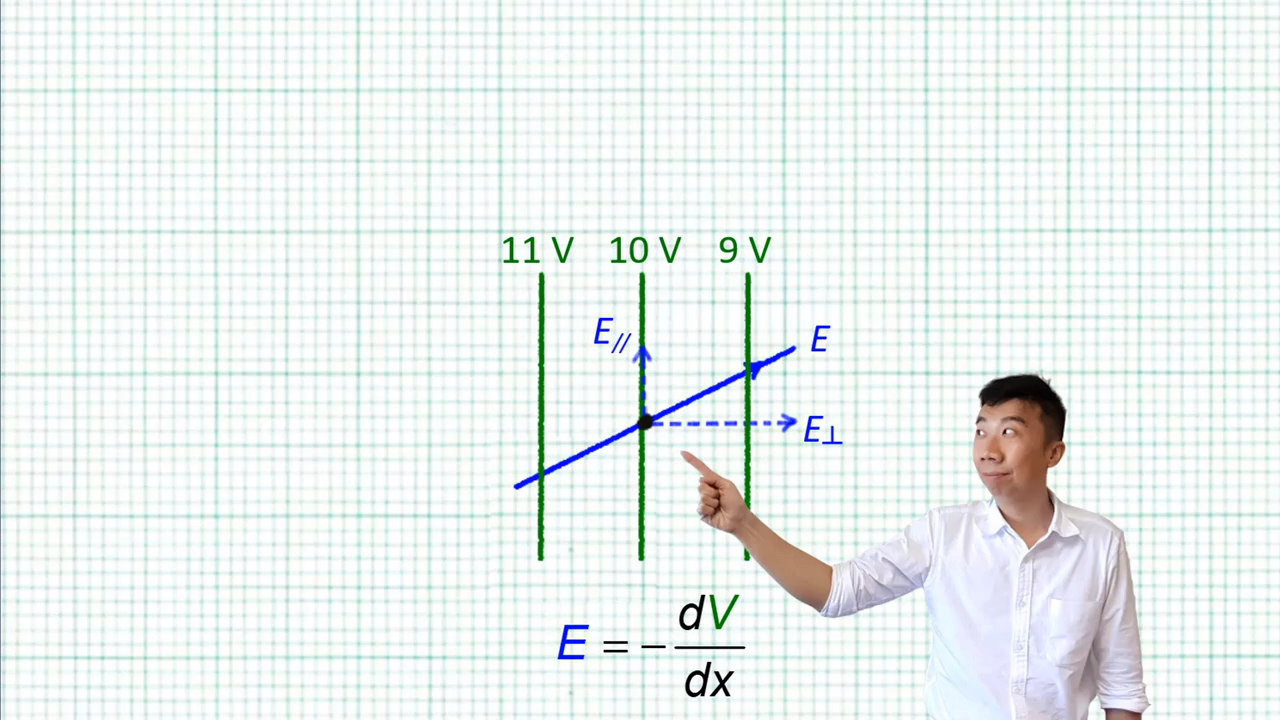 11 V 10 V 9 V
E//
E
E⊥
E = − dV/dx